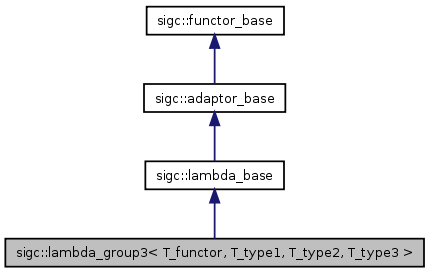 sigc::functor_base
sigc::adaptor_base
sigc::lambda_base
sigc::lambda_group3< T_functor, T_type1, T_type2, T_type3 >